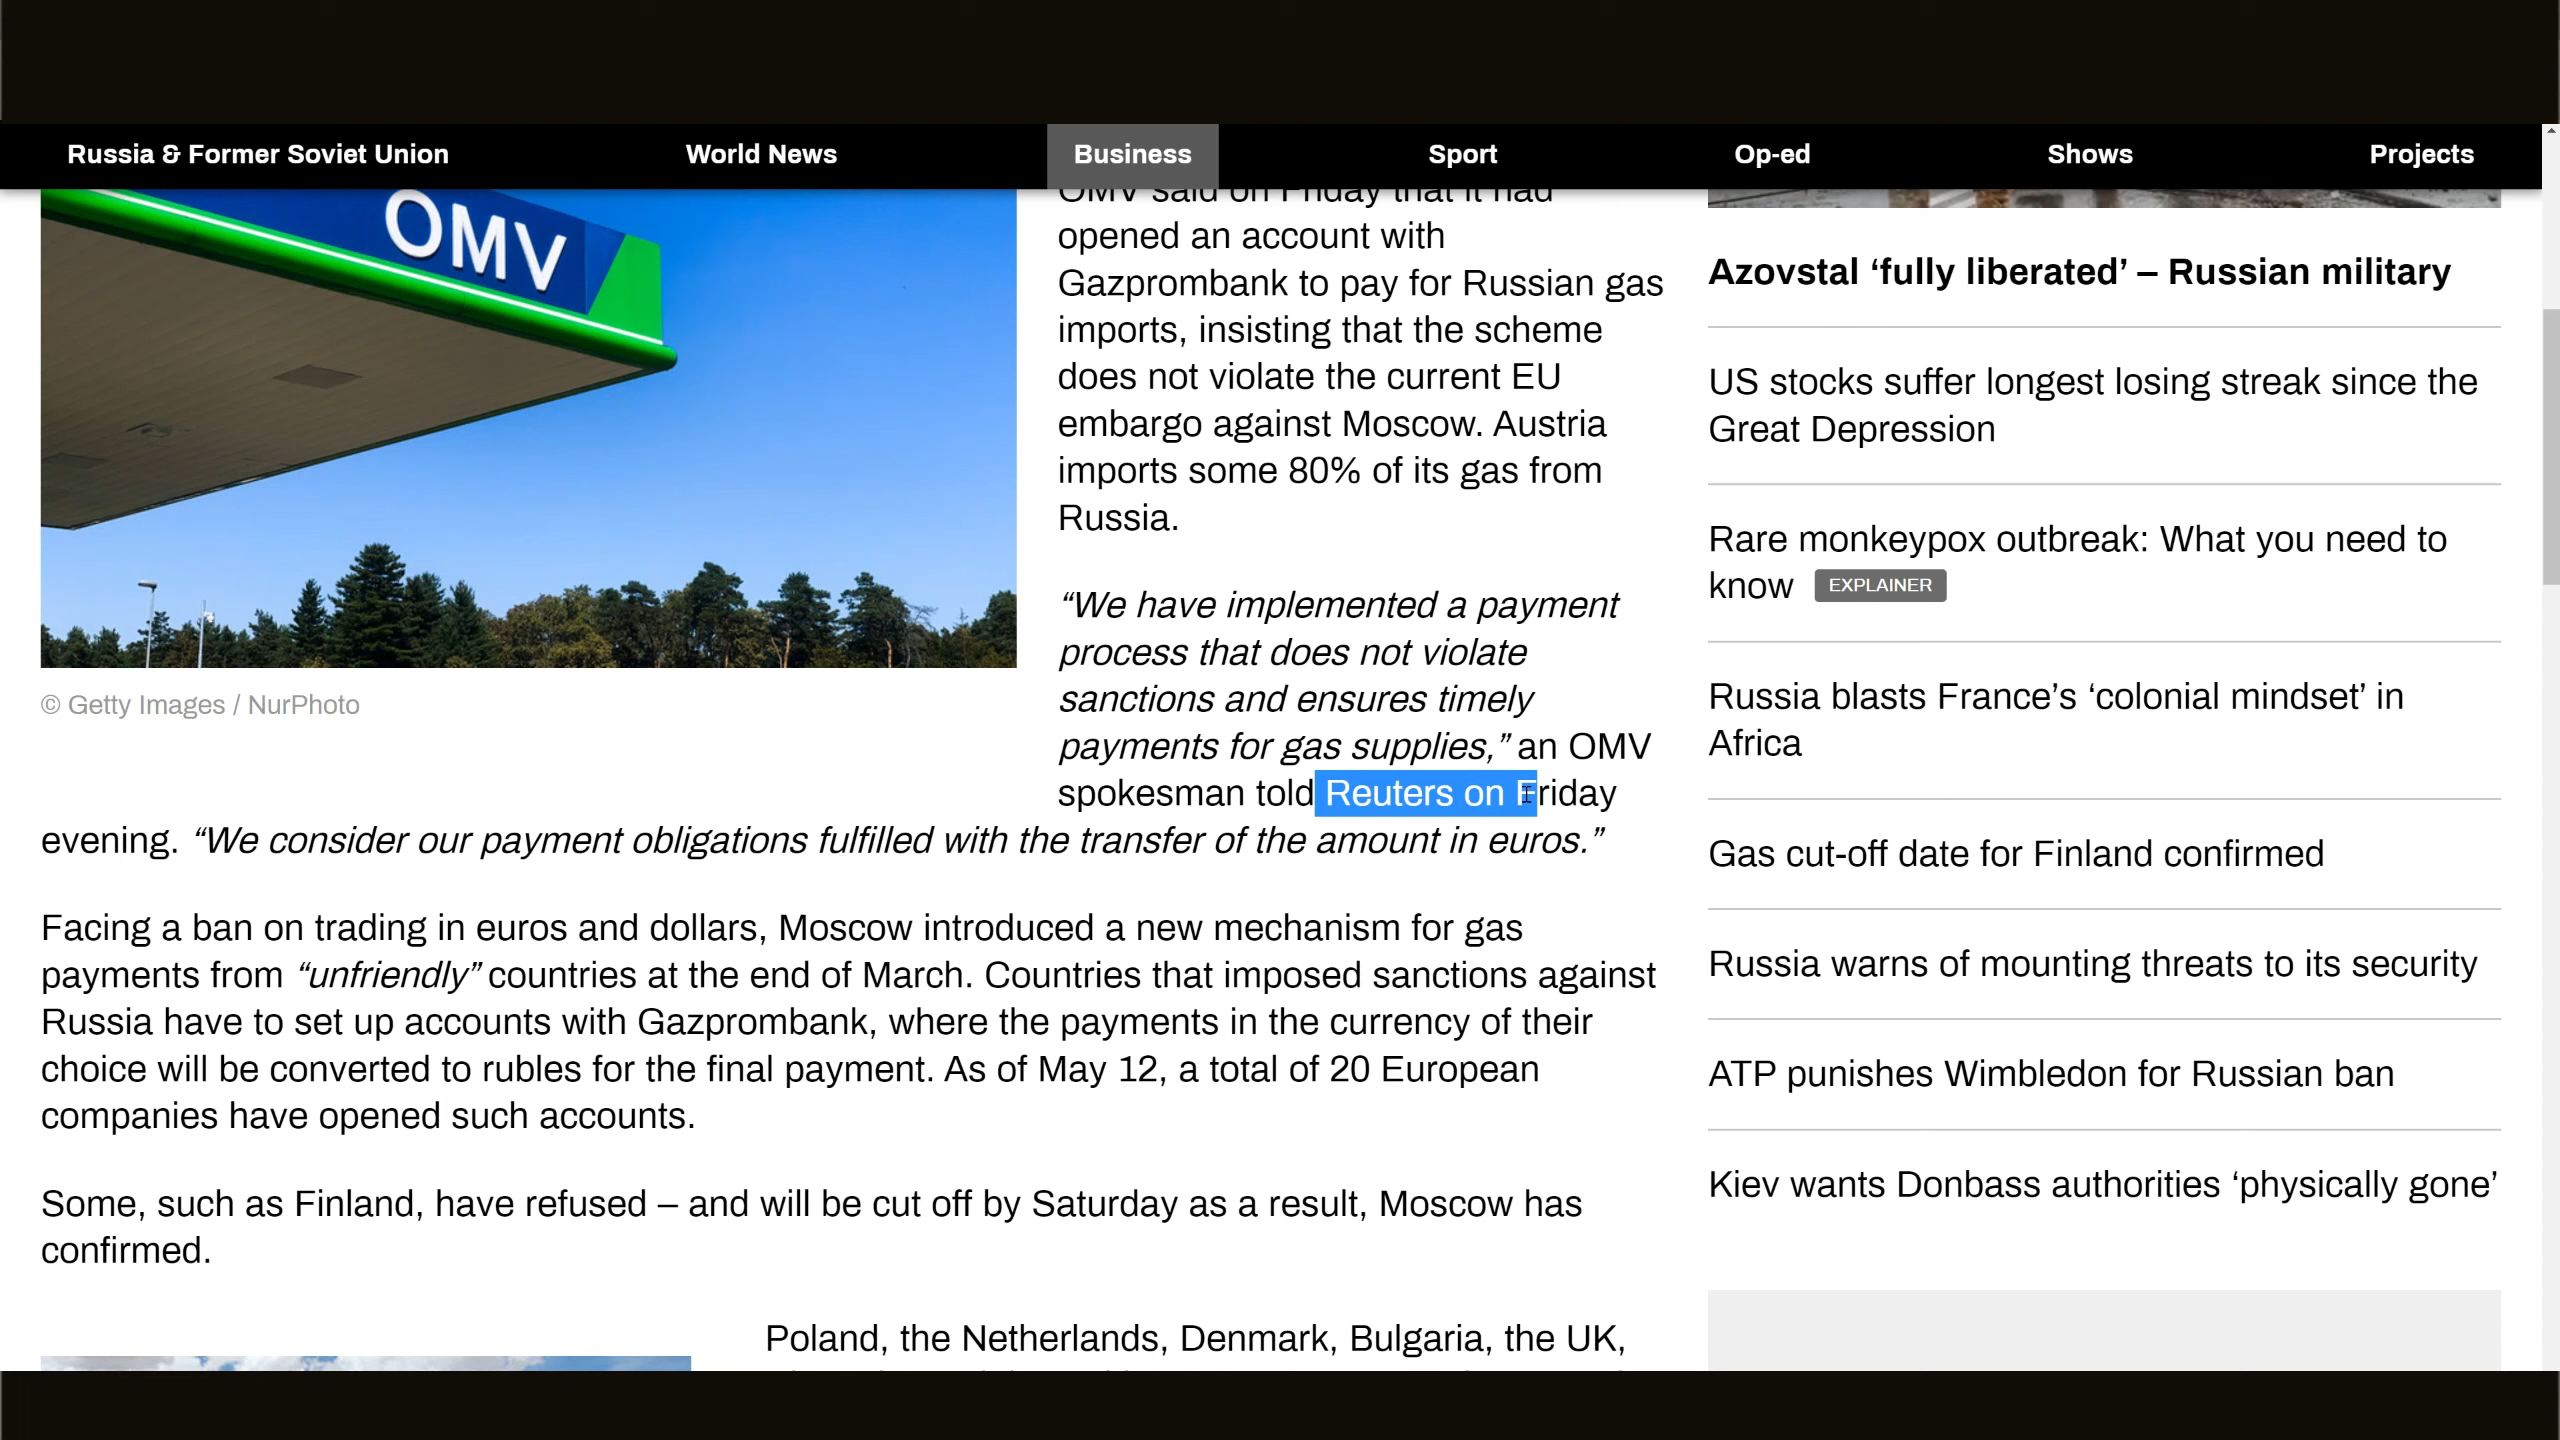 Russia & Former Soviet Union
World News
Business
Sport
Op-ed
Shows
Projects
OMV
OMV said on Friday that it had
opened an account with
Gazprombank to pay for Russian gas
imports, insisting that the scheme
does not violate the current EU
embargo against Moscow. Austria
imports some 80% of its gas from
Russia.
“We have implemented a payment
process that does not violate
sanctions and ensures timely
payments for gas supplies,” an OMV
spokesman told Reuters on Friday
© Getty Images / NurPhoto
evening. “We consider our payment obligations fulfilled with the transfer of the amount in euros.”
Facing a ban on trading in euros and dollars, Moscow introduced a new mechanism for gas
payments from “unfriendly” countries at the end of March. Countries that imposed sanctions against
Russia have to set up accounts with Gazprombank, where the payments in the currency of their
choice will be converted to rubles for the final payment. As of May 12, a total of 20 European
companies have opened such accounts.
Some, such as Finland, have refused – and will be cut off by Saturday as a result, Moscow has
confirmed.
Poland, the Netherlands, Denmark, Bulgaria, the UK,
Azovstal ‘fully liberated’ – Russian military
US stocks suffer longest losing streak since the
Great Depression
Rare monkeypox outbreak: What you need to
know EXPLAINER
Russia blasts France’s ‘colonial mindset’ in
Africa
Gas cut-off date for Finland confirmed
Russia warns of mounting threats to its security
ATP punishes Wimbledon for Russian ban
Kiev wants Donbass authorities ‘physically gone’